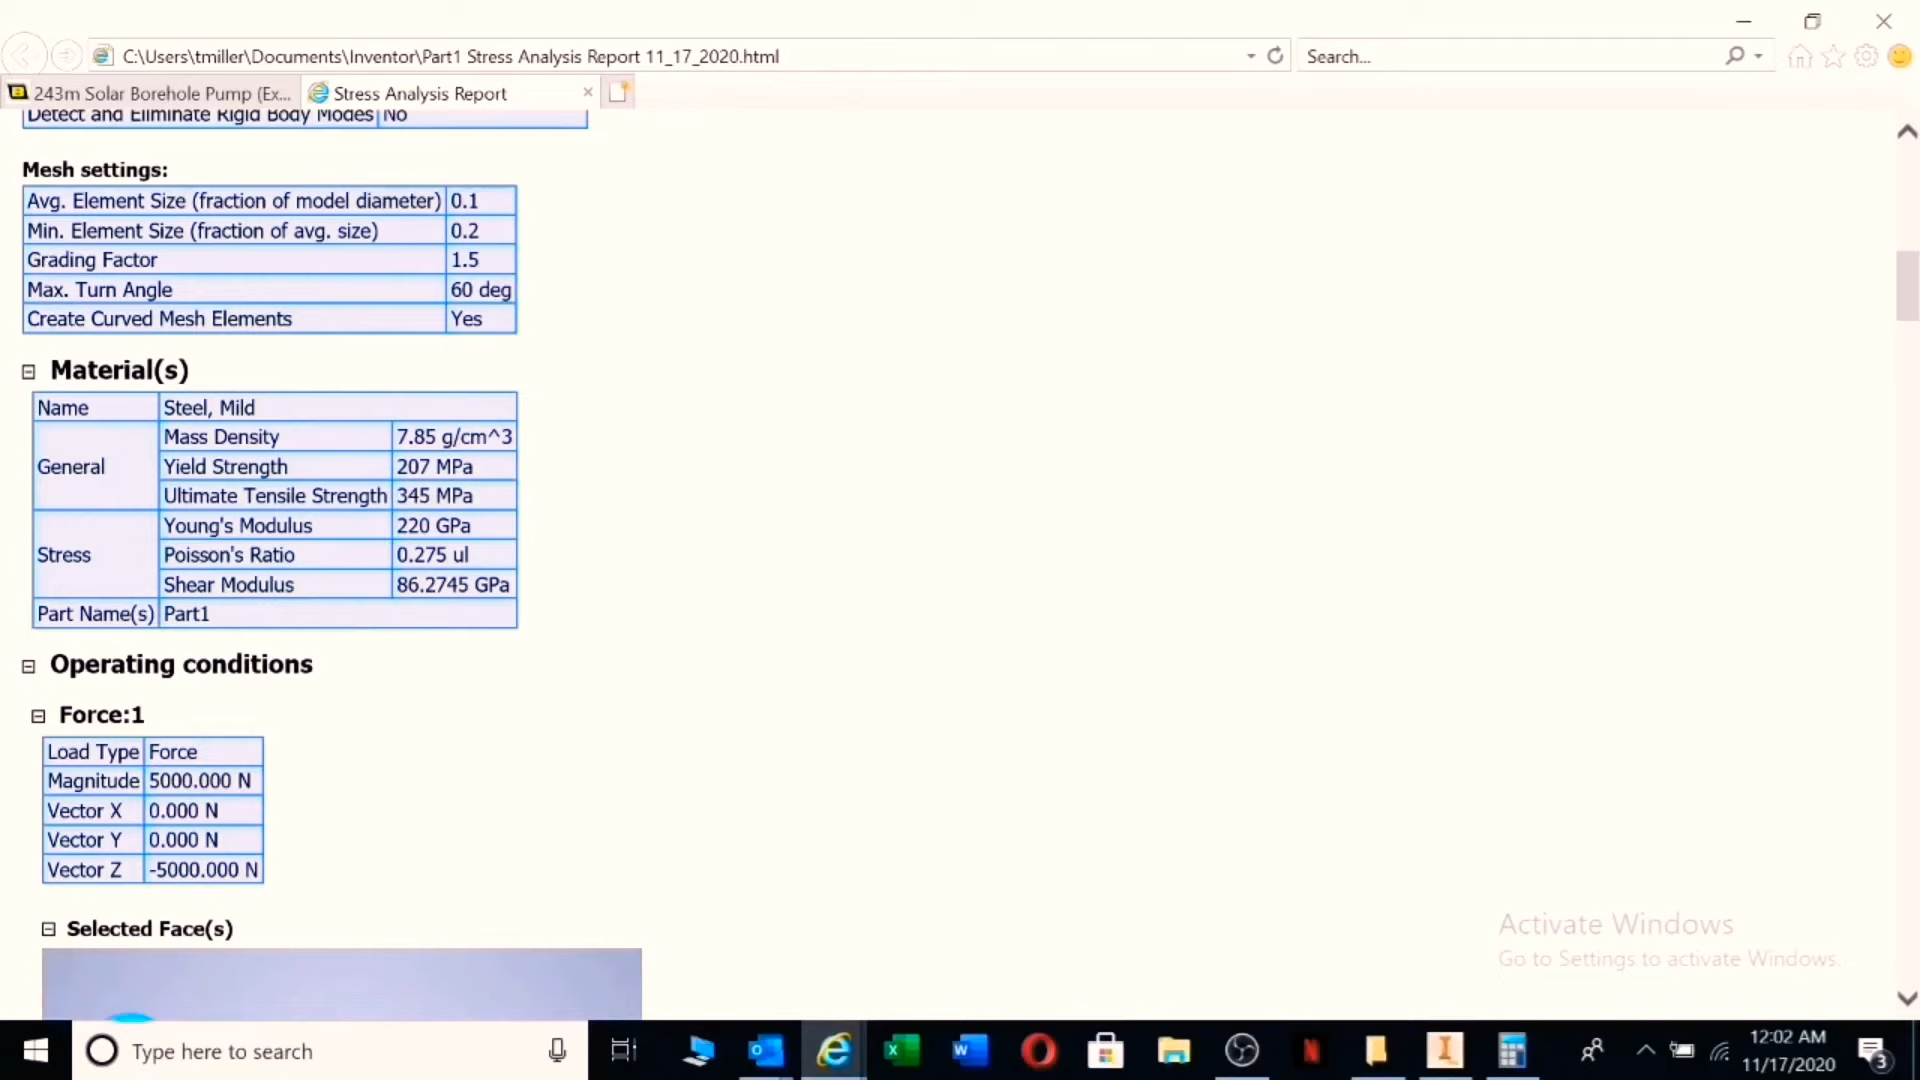 C:\Users\tmiller\Documents\Inventor\Part1 Stress Analysis Report 11_17_2020.html
Search...
243m Solar Borehole Pump (Ex...
Stress Analysis Report
Detect and Eliminate Rigid Body Modes No
Mesh settings:
Avg. Element Size (fraction of model diameter) 0.1
Min. Element Size (fraction of avg. size) 0.2
Grading Factor 1.5
Max. Turn Angle 60 deg
Create Curved Mesh Elements Yes
Material(s)
Name Steel, Mild
General
Mass Density 7.85 g/cm^3
Yield Strength 207 MPa
Ultimate Tensile Strength 345 MPa
Stress
Young's Modulus 220 GPa
Poisson's Ratio 0.275 ul
Shear Modulus 86.2745 GPa
Part Name(s) Part1
Operating conditions
Force:1
Load Type Force
Magnitude 5000.000 N
Vector X 0.000 N
Vector Y 0.000 N
Vector Z -5000.000 N
Selected Face(s)
Activate Windows
Go to Settings to activate Windows.
Type here to search
12:02 AM
11/17/2020
3